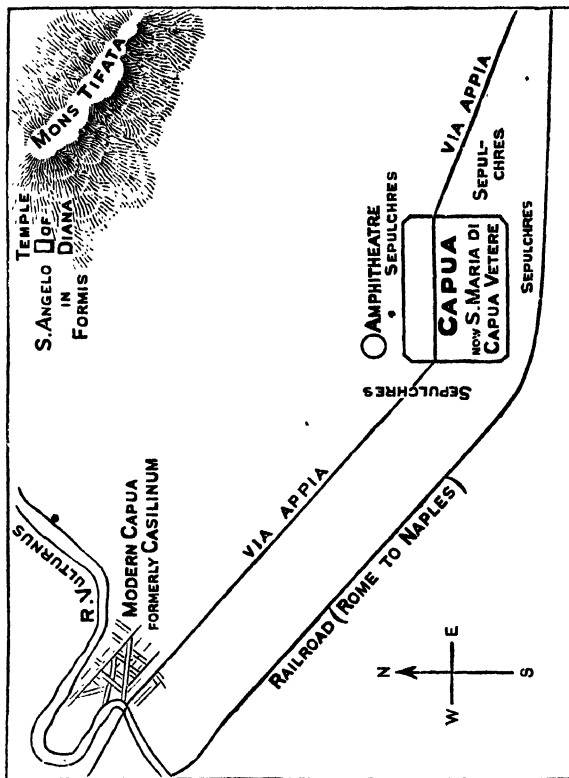 MONS TIFATA
TEMPLE
S. ANGELO OF
IN DIANA
FORMIS
R. VULTURNUS
MODERN CAPUA
FORMERLY CASILINUM
VIA APPIA
VIA APPIA
AMPHITHEATRE
SEPULCHRES
SEPULCHRES
SEPUL-
CHRES
SEPULCHRES
CAPUA
NOW S. MARIA DI
CAPUA VETERE
RAILROAD (ROME TO NAPLES)
N
W E
S